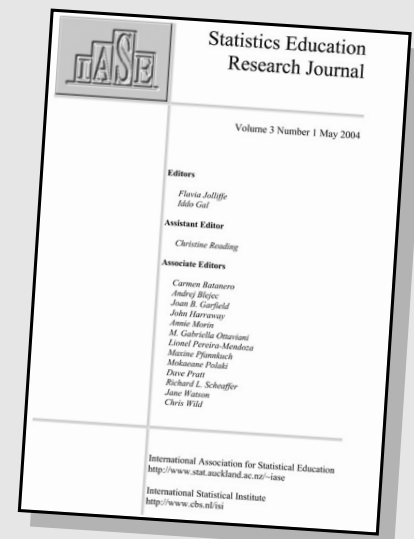 IASE
Statistics Education
Research Journal
Volume 3 Number 1 May 2004
Editors
Flavia Jolliffe
Iddo Gal
Assistant Editor
Christine Reading
Associate Editors
Carmen Batanero
Andrej Blejec
Joan B. Garfield
John Harraway
Annie Morin
M. Gabriella Ottaviani
Lionel Pereira-Mendoza
Maxine Pfannkuch
Mokaeane Polaki
Dave Pratt
Richard L. Scheaffer
Jane Watson
Chris Wild
International Association for Statistical Education
http://www.stat.auckland.ac.nz/~iase
International Statistical Institute
http://www.cbs.nl/isi